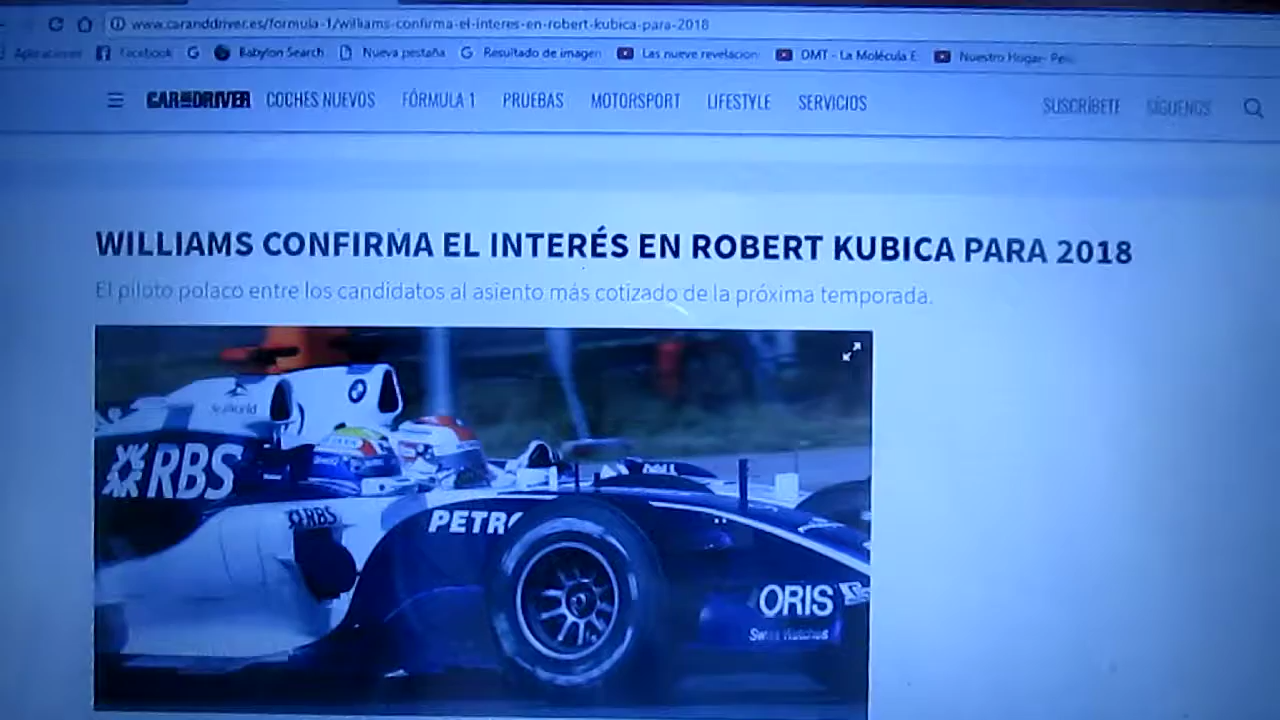 www.caranddriver.es/formula-1/williams-confirma-el-interes-en-robert-kubica-para-2018
Aplicaciones Facebook Babylon Search Nueva pestaña Resultado de imagen Las nueve revelacion DMT - La Molécula E Nuestro Hogar- Pe
CAR AND DRIVER COCHES NUEVOS FÓRMULA 1 PRUEBAS MOTORSPORT LIFESTYLE SERVICIOS SUSCRÍBETE SÍGUENOS
WILLIAMS CONFIRMA EL INTERÉS EN ROBERT KUBICA PARA 2018
El piloto polaco entre los candidatos al asiento más cotizado de la próxima temporada.
RBS
RBS
PETR
DELL
ORIS
Swiss Watches